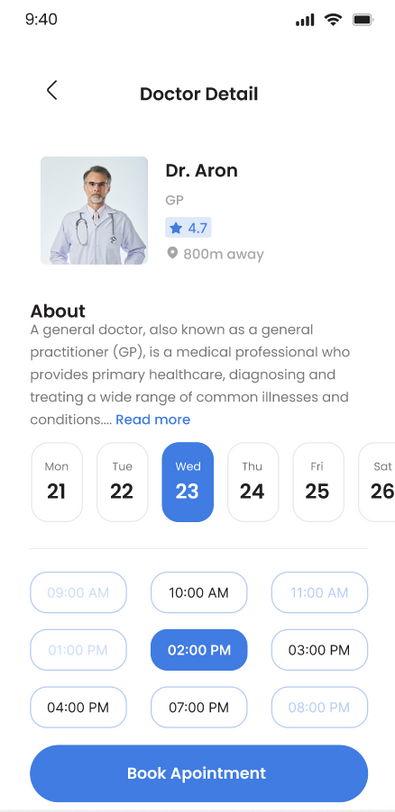 9:40
Doctor Detail
Dr. Aron
GP
4.7
800m away
About
A general doctor, also known as a general
practitioner (GP), is a medical professional who
provides primary healthcare, diagnosing and
treating a wide range of common illnesses and
conditions.... Read more
Mon Tue Wed Thu Fri Sat
21 22 23 24 25 26
09:00 AM 10:00 AM 11:00 AM
01:00 PM 02:00 PM 03:00 PM
04:00 PM 07:00 PM 08:00 PM
Book Apointment